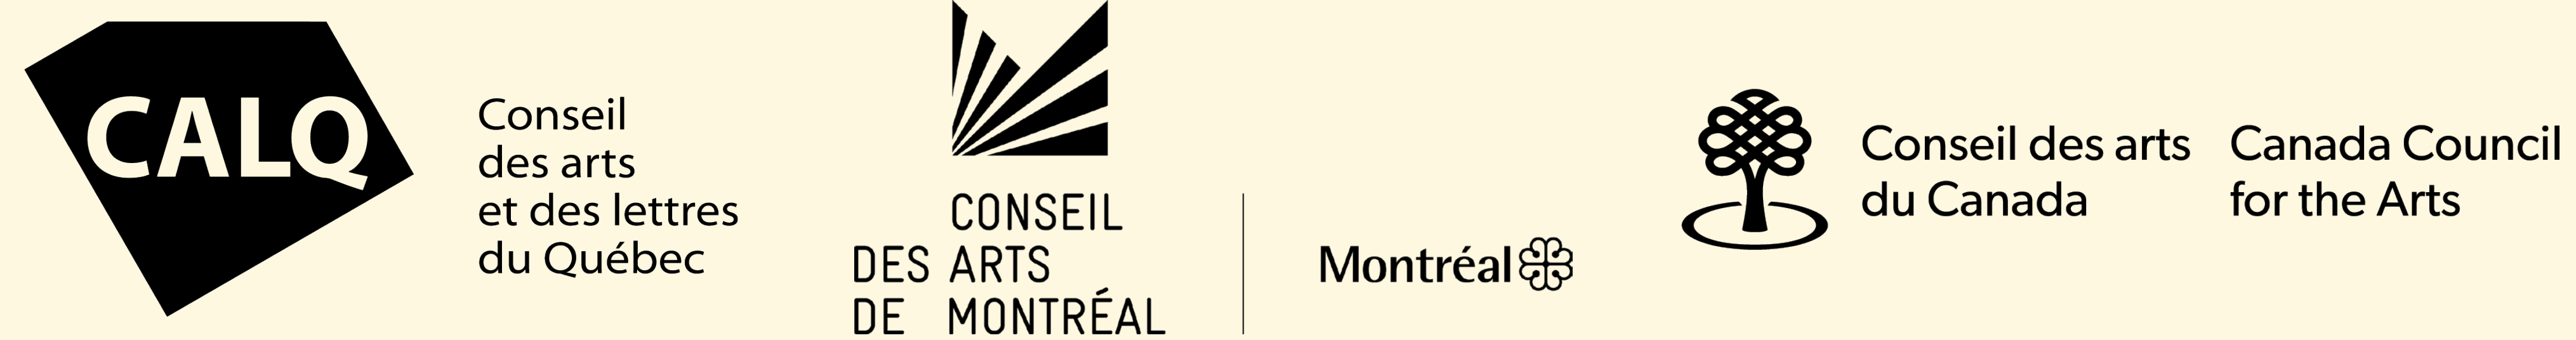 CALQ
Conseil
des arts
et des lettres
du Québec
CONSEIL
DES ARTS
DE MONTRÉAL
Montréal
Conseil des arts
du Canada
Canada Council
for the Arts